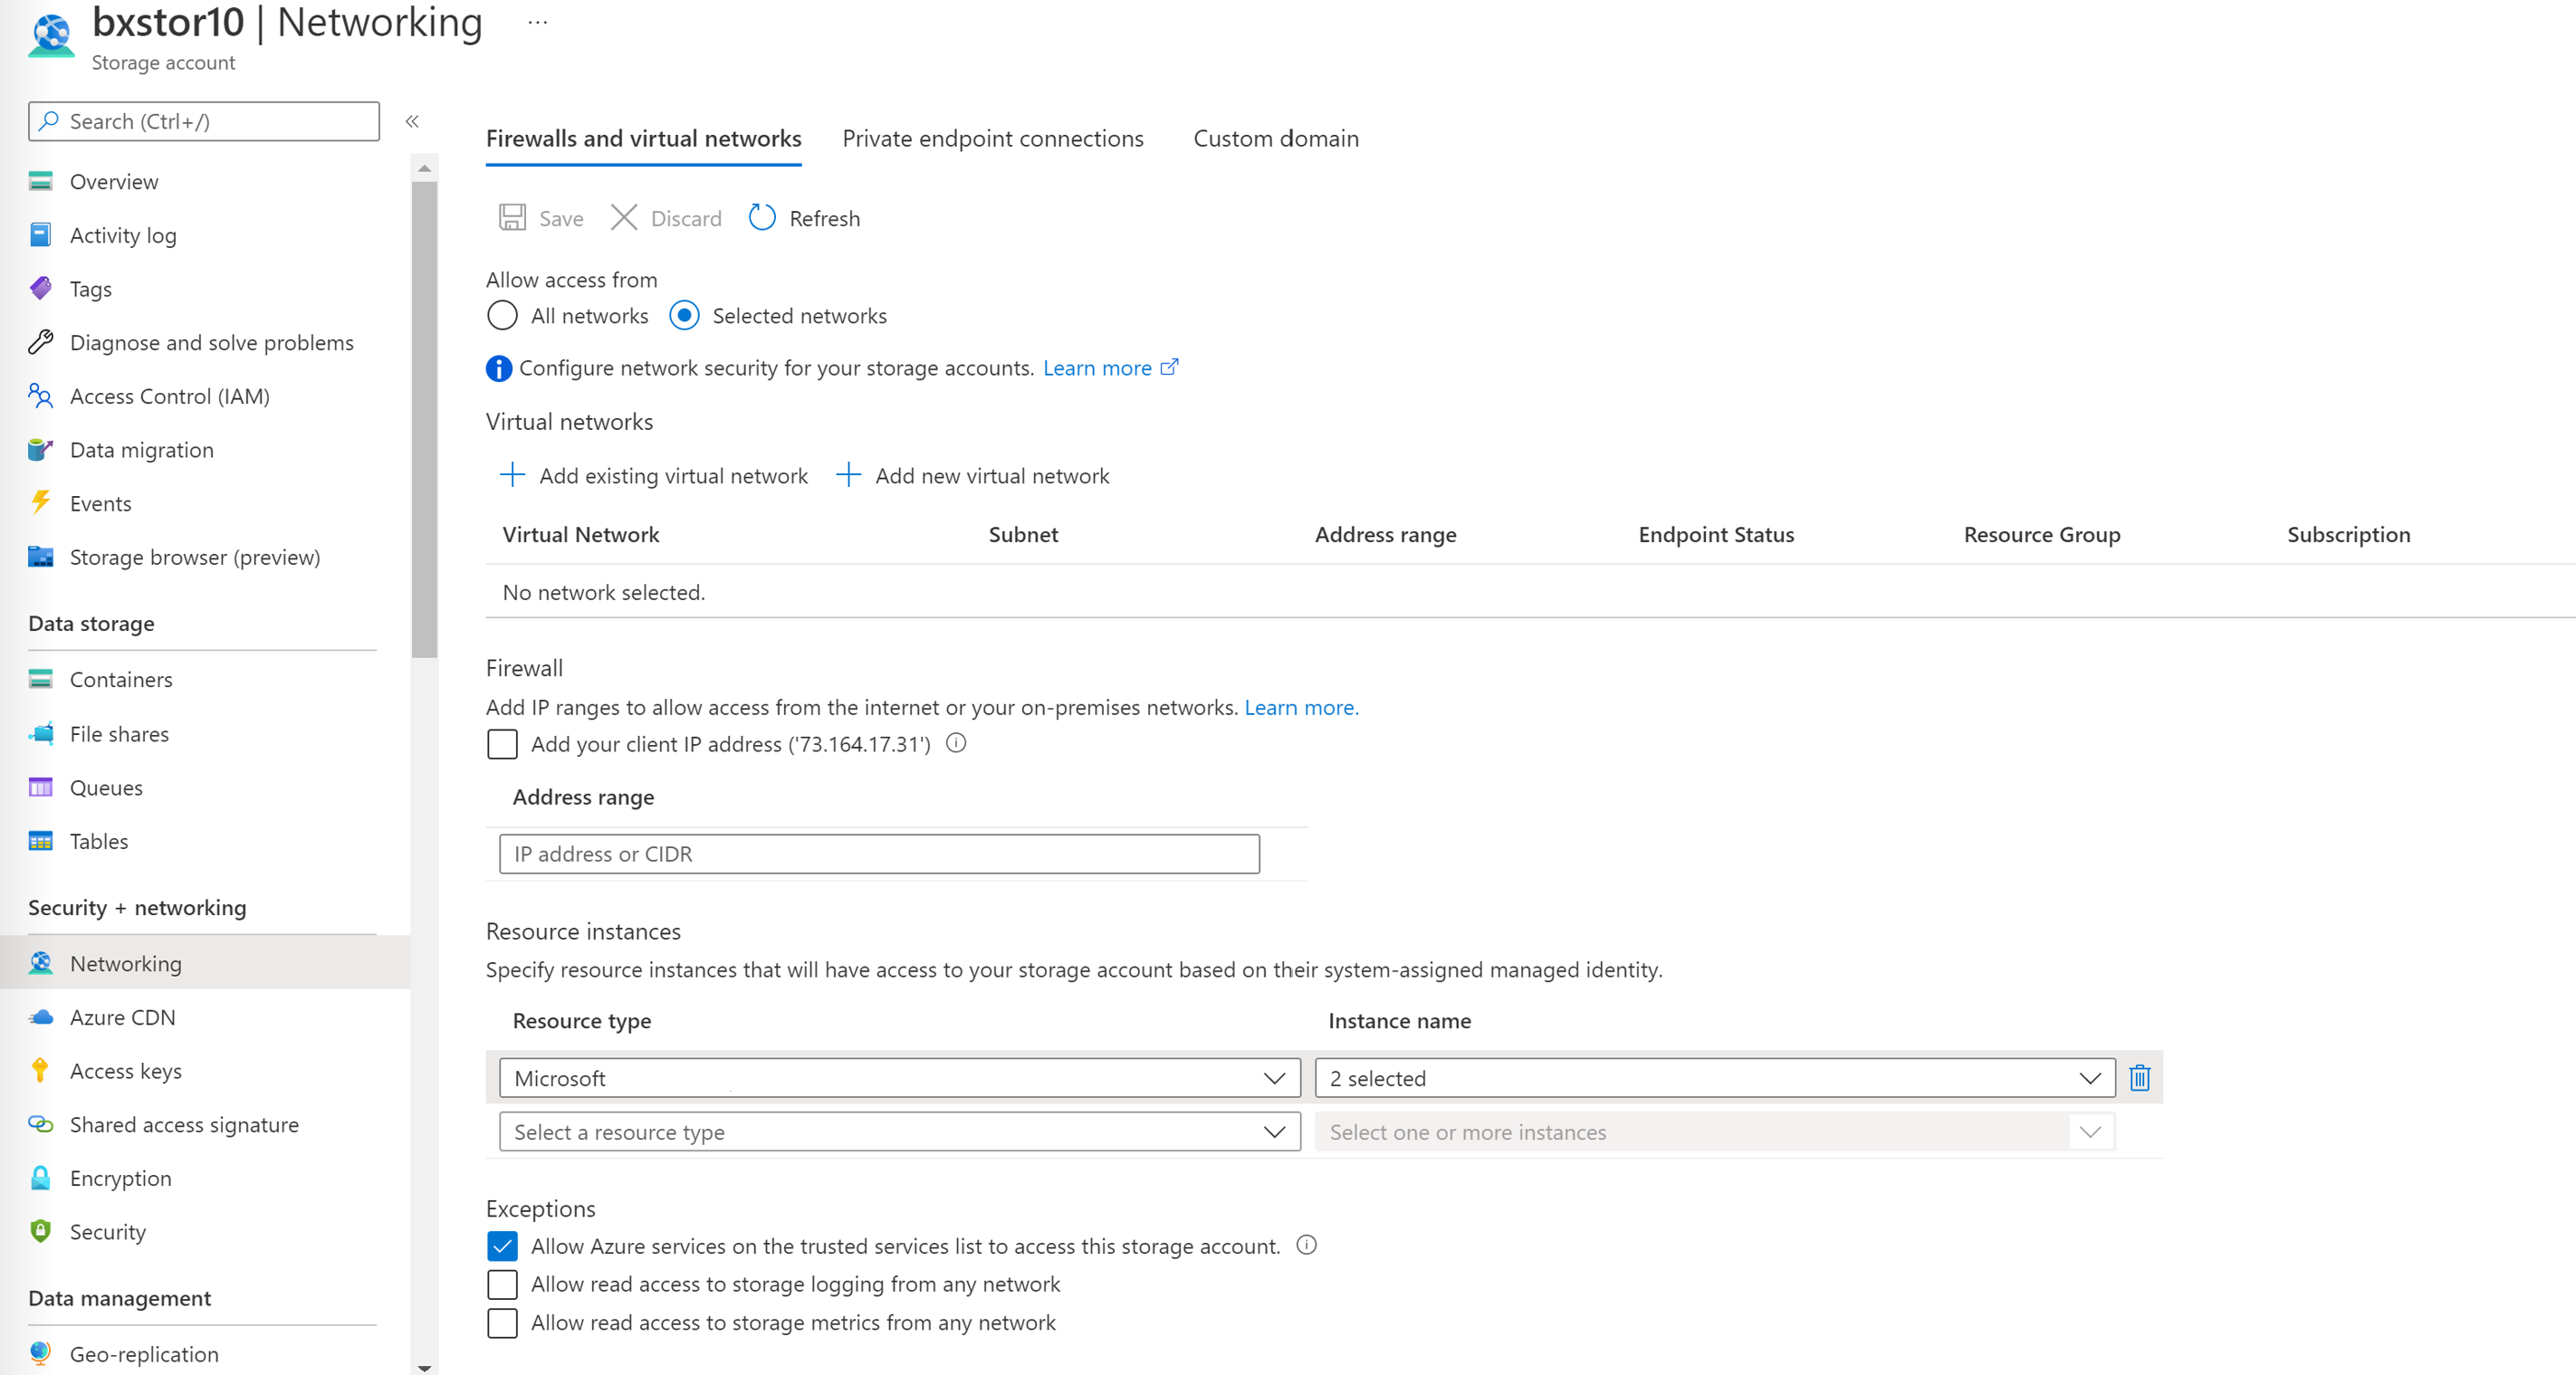 bxstor10 | Networking ...
Storage account
Search (Ctrl+/)
«
Overview
Activity log
Tags
Diagnose and solve problems
Access Control (IAM)
Data migration
Events
Storage browser (preview)
Data storage
Containers
File shares
Queues
Tables
Security + networking
Networking
Azure CDN
Access keys
Shared access signature
Encryption
Security
Data management
Geo-replication
Firewalls and virtual networks Private endpoint connections Custom domain
Save Discard Refresh
Allow access from
All networks Selected networks
Configure network security for your storage accounts. Learn more
Virtual networks
Add existing virtual network Add new virtual network
Virtual Network Subnet Address range Endpoint Status Resource Group Subscription
No network selected.
Firewall
Add IP ranges to allow access from the internet or your on-premises networks. Learn more.
Add your client IP address ('73.164.17.31')
Address range
IP address or CIDR
Resource instances
Specify resource instances that will have access to your storage account based on their system-assigned managed identity.
Resource type Instance name
Microsoft 2 selected
Select a resource type Select one or more instances
Exceptions
Allow Azure services on the trusted services list to access this storage account.
Allow read access to storage logging from any network
Allow read access to storage metrics from any network